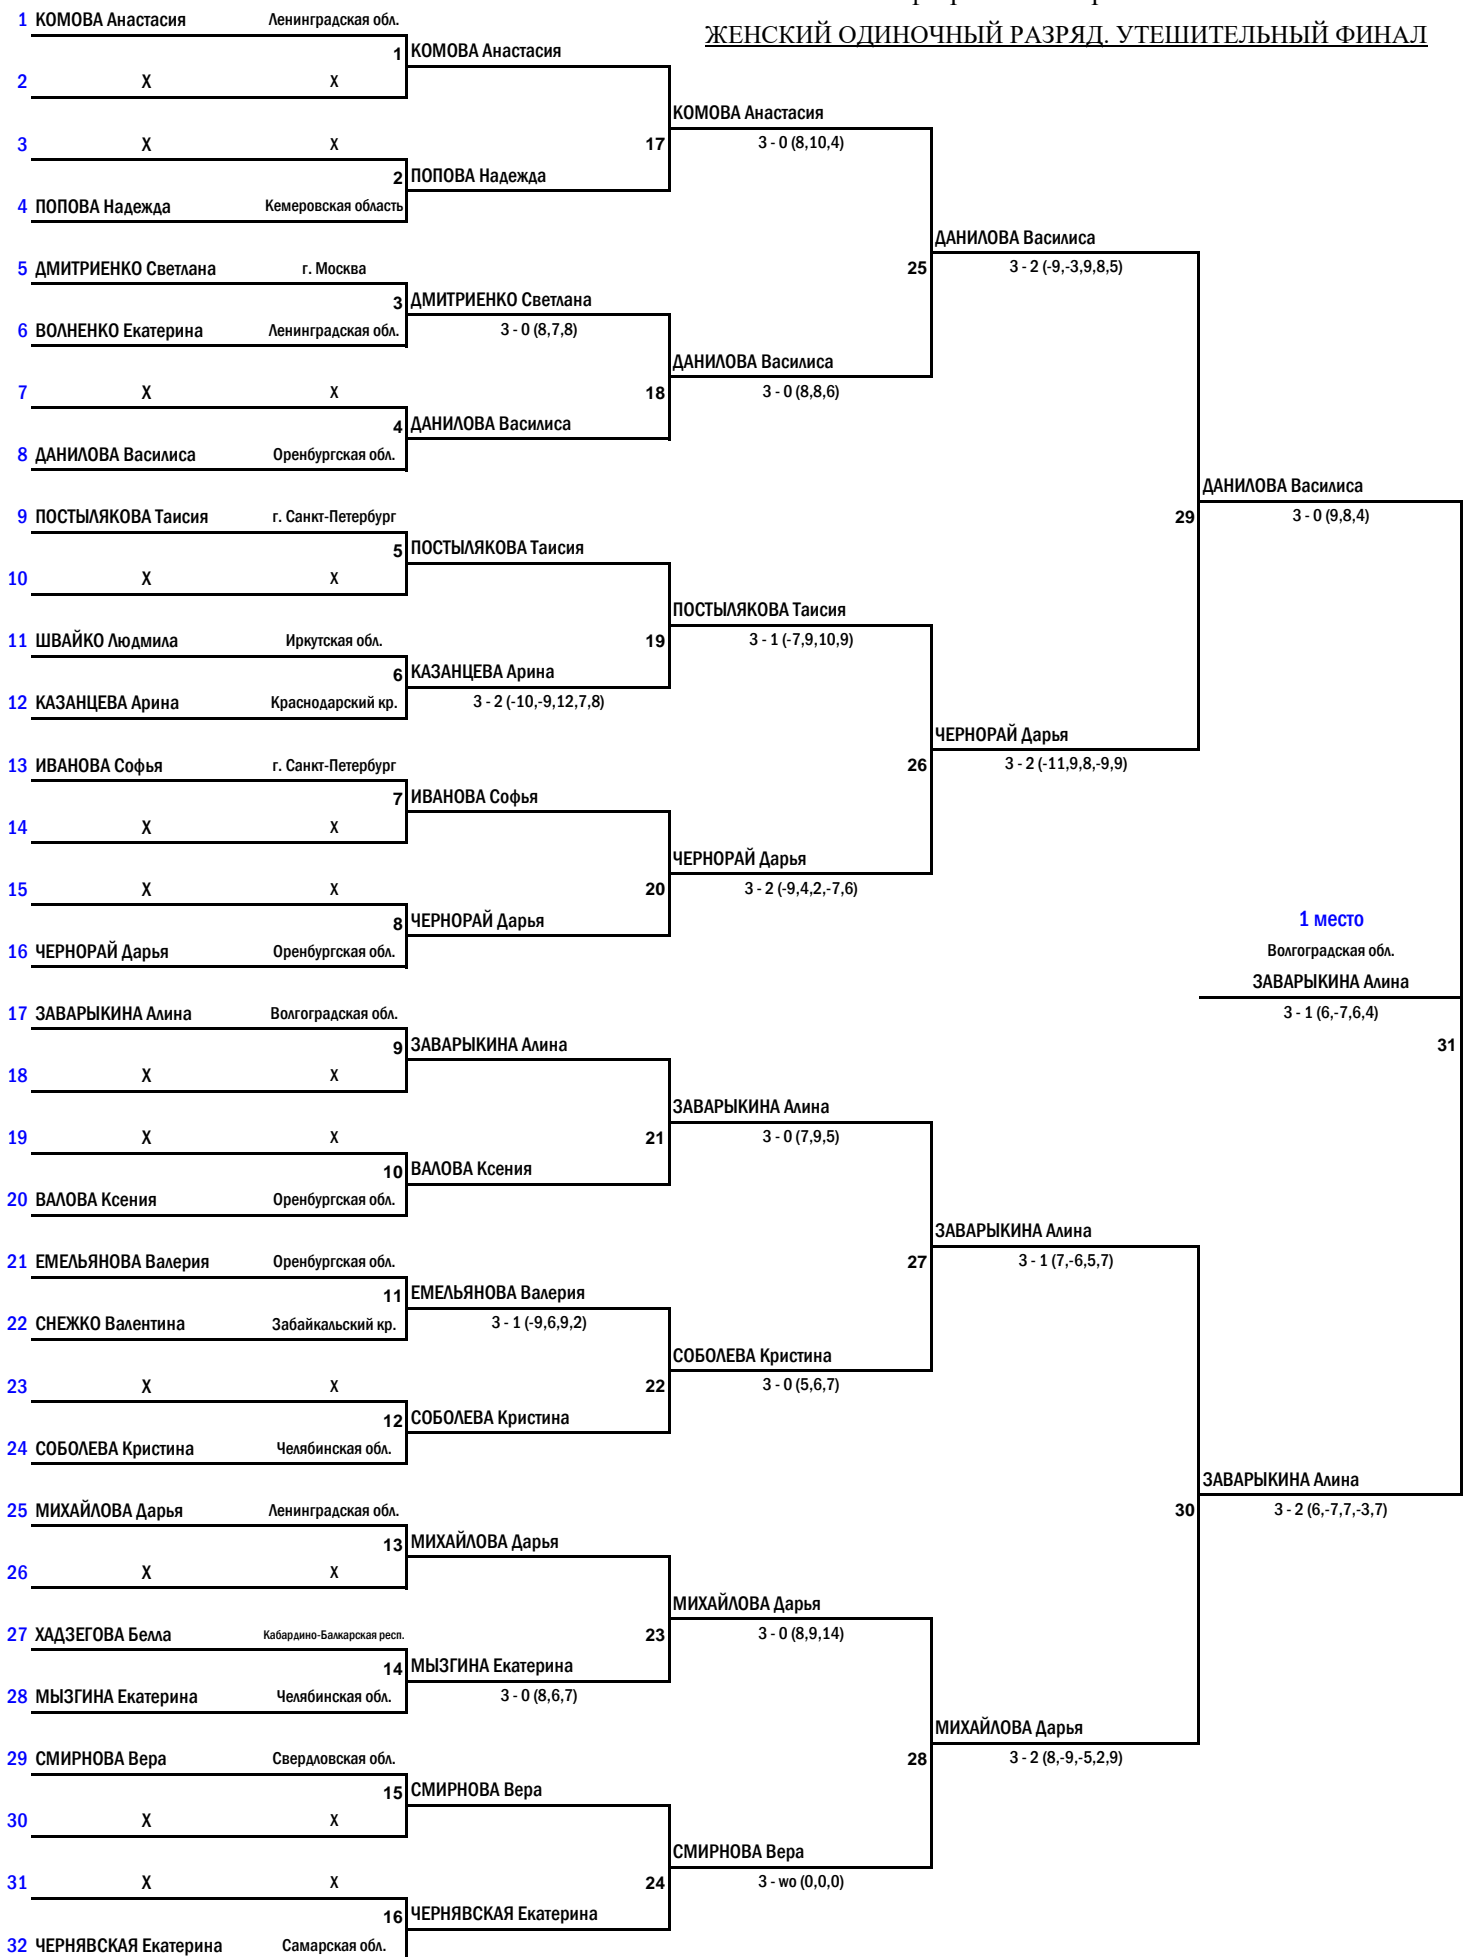 ЖЕНСКИЙ ОДИНОЧНЫЙ РАЗРЯД. УТЕШИТЕЛЬНЫЙ ФИНАЛ
1 КОМОВА Анастасия Ленинградская обл.
1 КОМОВА Анастасия
2 X X
КОМОВА Анастасия
3 X X 17 3 - 0 (8,10,4)
2 ПОПОВА Надежда
4 ПОПОВА Надежда Кемеровская область
ДАНИЛОВА Василиса
5 ДМИТРИЕНКО Светлана г. Москва 25 3 - 2 (-9,-3,9,8,5)
3 ДМИТРИЕНКО Светлана
6 ВОЛНЕНКО Екатерина Ленинградская обл. 3 - 0 (8,7,8)
ДАНИЛОВА Василиса
7 X X 18 3 - 0 (8,8,6)
4 ДАНИЛОВА Василиса
8 ДАНИЛОВА Василиса Оренбургская обл.
ДАНИЛОВА Василиса
9 ПОСТЫЛЯКОВА Таисия г. Санкт-Петербург 29 3 - 0 (9,8,4)
5 ПОСТЫЛЯКОВА Таисия
10 X X
ПОСТЫЛЯКОВА Таисия
11 ШВАЙКО Людмила Иркутская обл. 19 3 - 1 (-7,9,10,9)
6 КАЗАНЦЕВА Арина
12 КАЗАНЦЕВА Арина Краснодарский кр. 3 - 2 (-10,-9,12,7,8)
ЧЕРНОРАЙ Дарья
13 ИВАНОВА Софья г. Санкт-Петербург 26 3 - 2 (-11,9,8,-9,9)
7 ИВАНОВА Софья
14 X X
ЧЕРНОРАЙ Дарья
15 X X 20 3 - 2 (-9,4,2,-7,6)
8 ЧЕРНОРАЙ Дарья 1 место
16 ЧЕРНОРАЙ Дарья Оренбургская обл. Волгоградская обл.
ЗАВАРЫКИНА Алина
17 ЗАВАРЫКИНА Алина Волгоградская обл. 3 - 1 (6,-7,6,4)
9 ЗАВАРЫКИНА Алина 31
18 X X
ЗАВАРЫКИНА Алина
19 X X 21 3 - 0 (7,9,5)
10 ВАЛОВА Ксения
20 ВАЛОВА Ксения Оренбургская обл.
ЗАВАРЫКИНА Алина
21 ЕМЕЛЬЯНОВА Валерия Оренбургская обл. 27 3 - 1 (7,-6,5,7)
11 ЕМЕЛЬЯНОВА Валерия
22 СНЕЖКО Валентина Забайкальский кр. 3 - 1 (-9,6,9,2)
СОБОЛЕВА Кристина
23 X X 22 3 - 0 (5,6,7)
12 СОБОЛЕВА Кристина
24 СОБОЛЕВА Кристина Челябинская обл.
ЗАВАРЫКИНА Алина
25 МИХАЙЛОВА Дарья Ленинградская обл. 30 3 - 2 (6,-7,7,-3,7)
13 МИХАЙЛОВА Дарья
26 X X
МИХАЙЛОВА Дарья
27 ХАДЗЕГОВА Белла Кабардино-Балкарская респ. 23 3 - 0 (8,9,14)
14 МЫЗГИНА Екатерина
28 МЫЗГИНА Екатерина Челябинская обл. 3 - 0 (8,6,7)
МИХАЙЛОВА Дарья
29 СМИРНОВА Вера Свердловская обл. 28 3 - 2 (8,-9,-5,2,9)
15 СМИРНОВА Вера
30 X X
СМИРНОВА Вера
31 X X 24 3 - wo (0,0,0)
16 ЧЕРНЯВСКАЯ Екатерина
32 ЧЕРНЯВСКАЯ Екатерина Самарская обл.